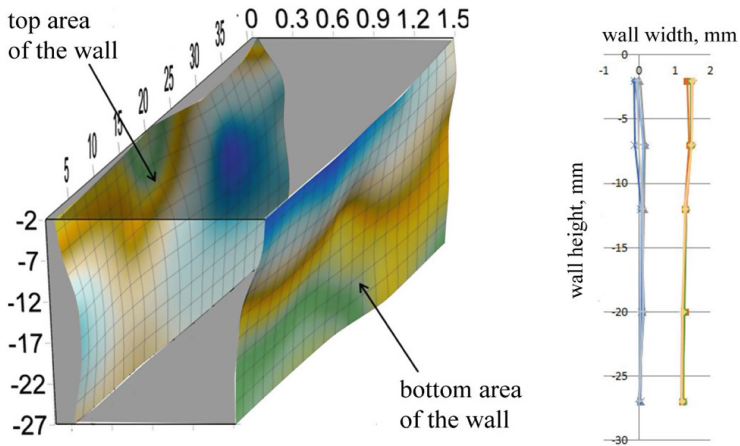 top area
of the wall
0 0.3 0.6 0.9 1.2 1.5
5 10 15 20 25 30 35
-2
-7
-12
-17
-22
-27
bottom area
of the wall
wall width, mm
-1 0 1 2
wall height, mm
0
-5
-10
-15
-20
-25
-30